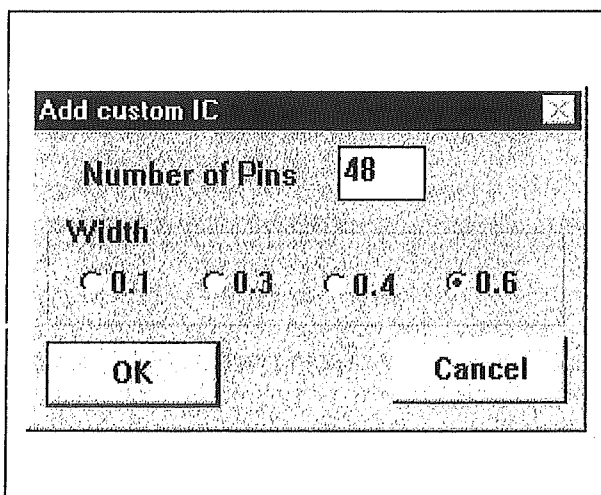 Add custom IC
Number of Pins 48
Width
0.1 0.3 0.4 0.6
OK Cancel